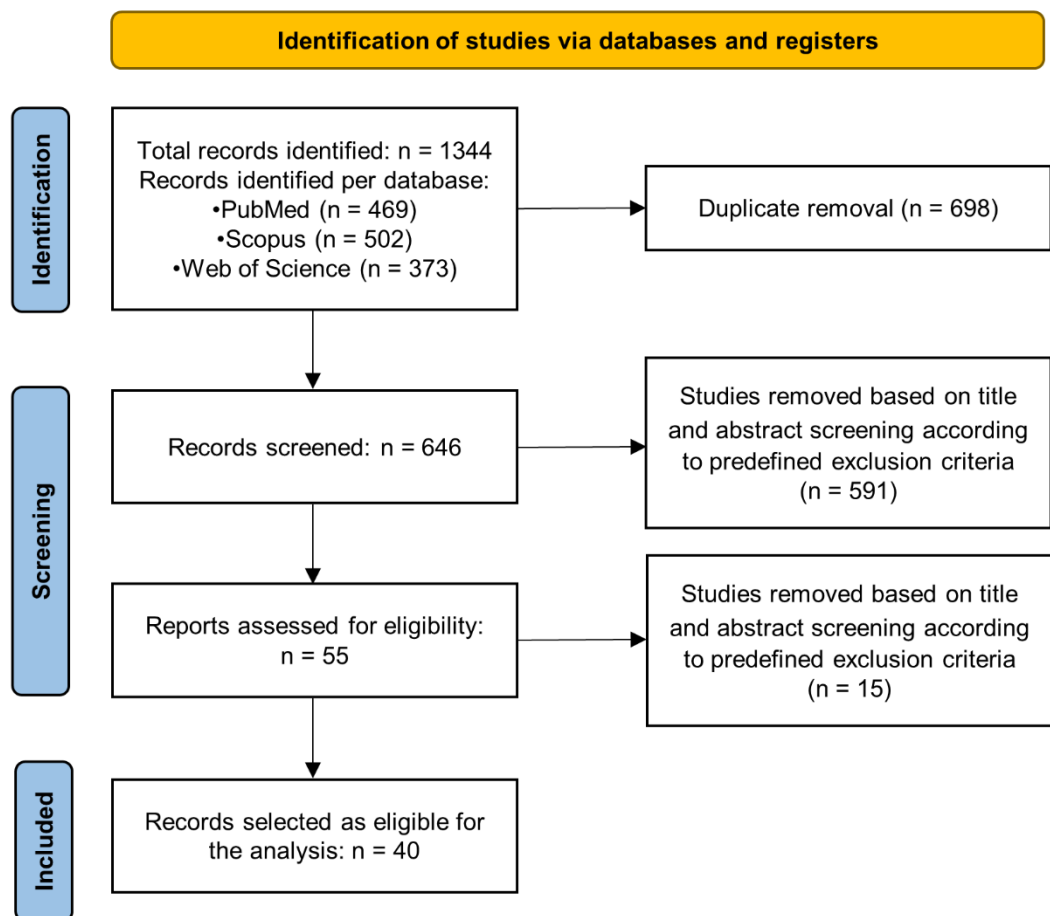 Identification of studies via databases and registers
Identification
Total records identified: n = 1344
Records identified per database:
•PubMed (n = 469)
•Scopus (n = 502)
•Web of Science (n = 373)
Duplicate removal (n = 698)
Screening
Records screened: n = 646
Studies removed based on title
and abstract screening according
to predefined exclusion criteria
(n = 591)
Reports assessed for eligibility:
n = 55
Studies removed based on title
and abstract screening according
to predefined exclusion criteria
(n = 15)
Included
Records selected as eligible for
the analysis: n = 40